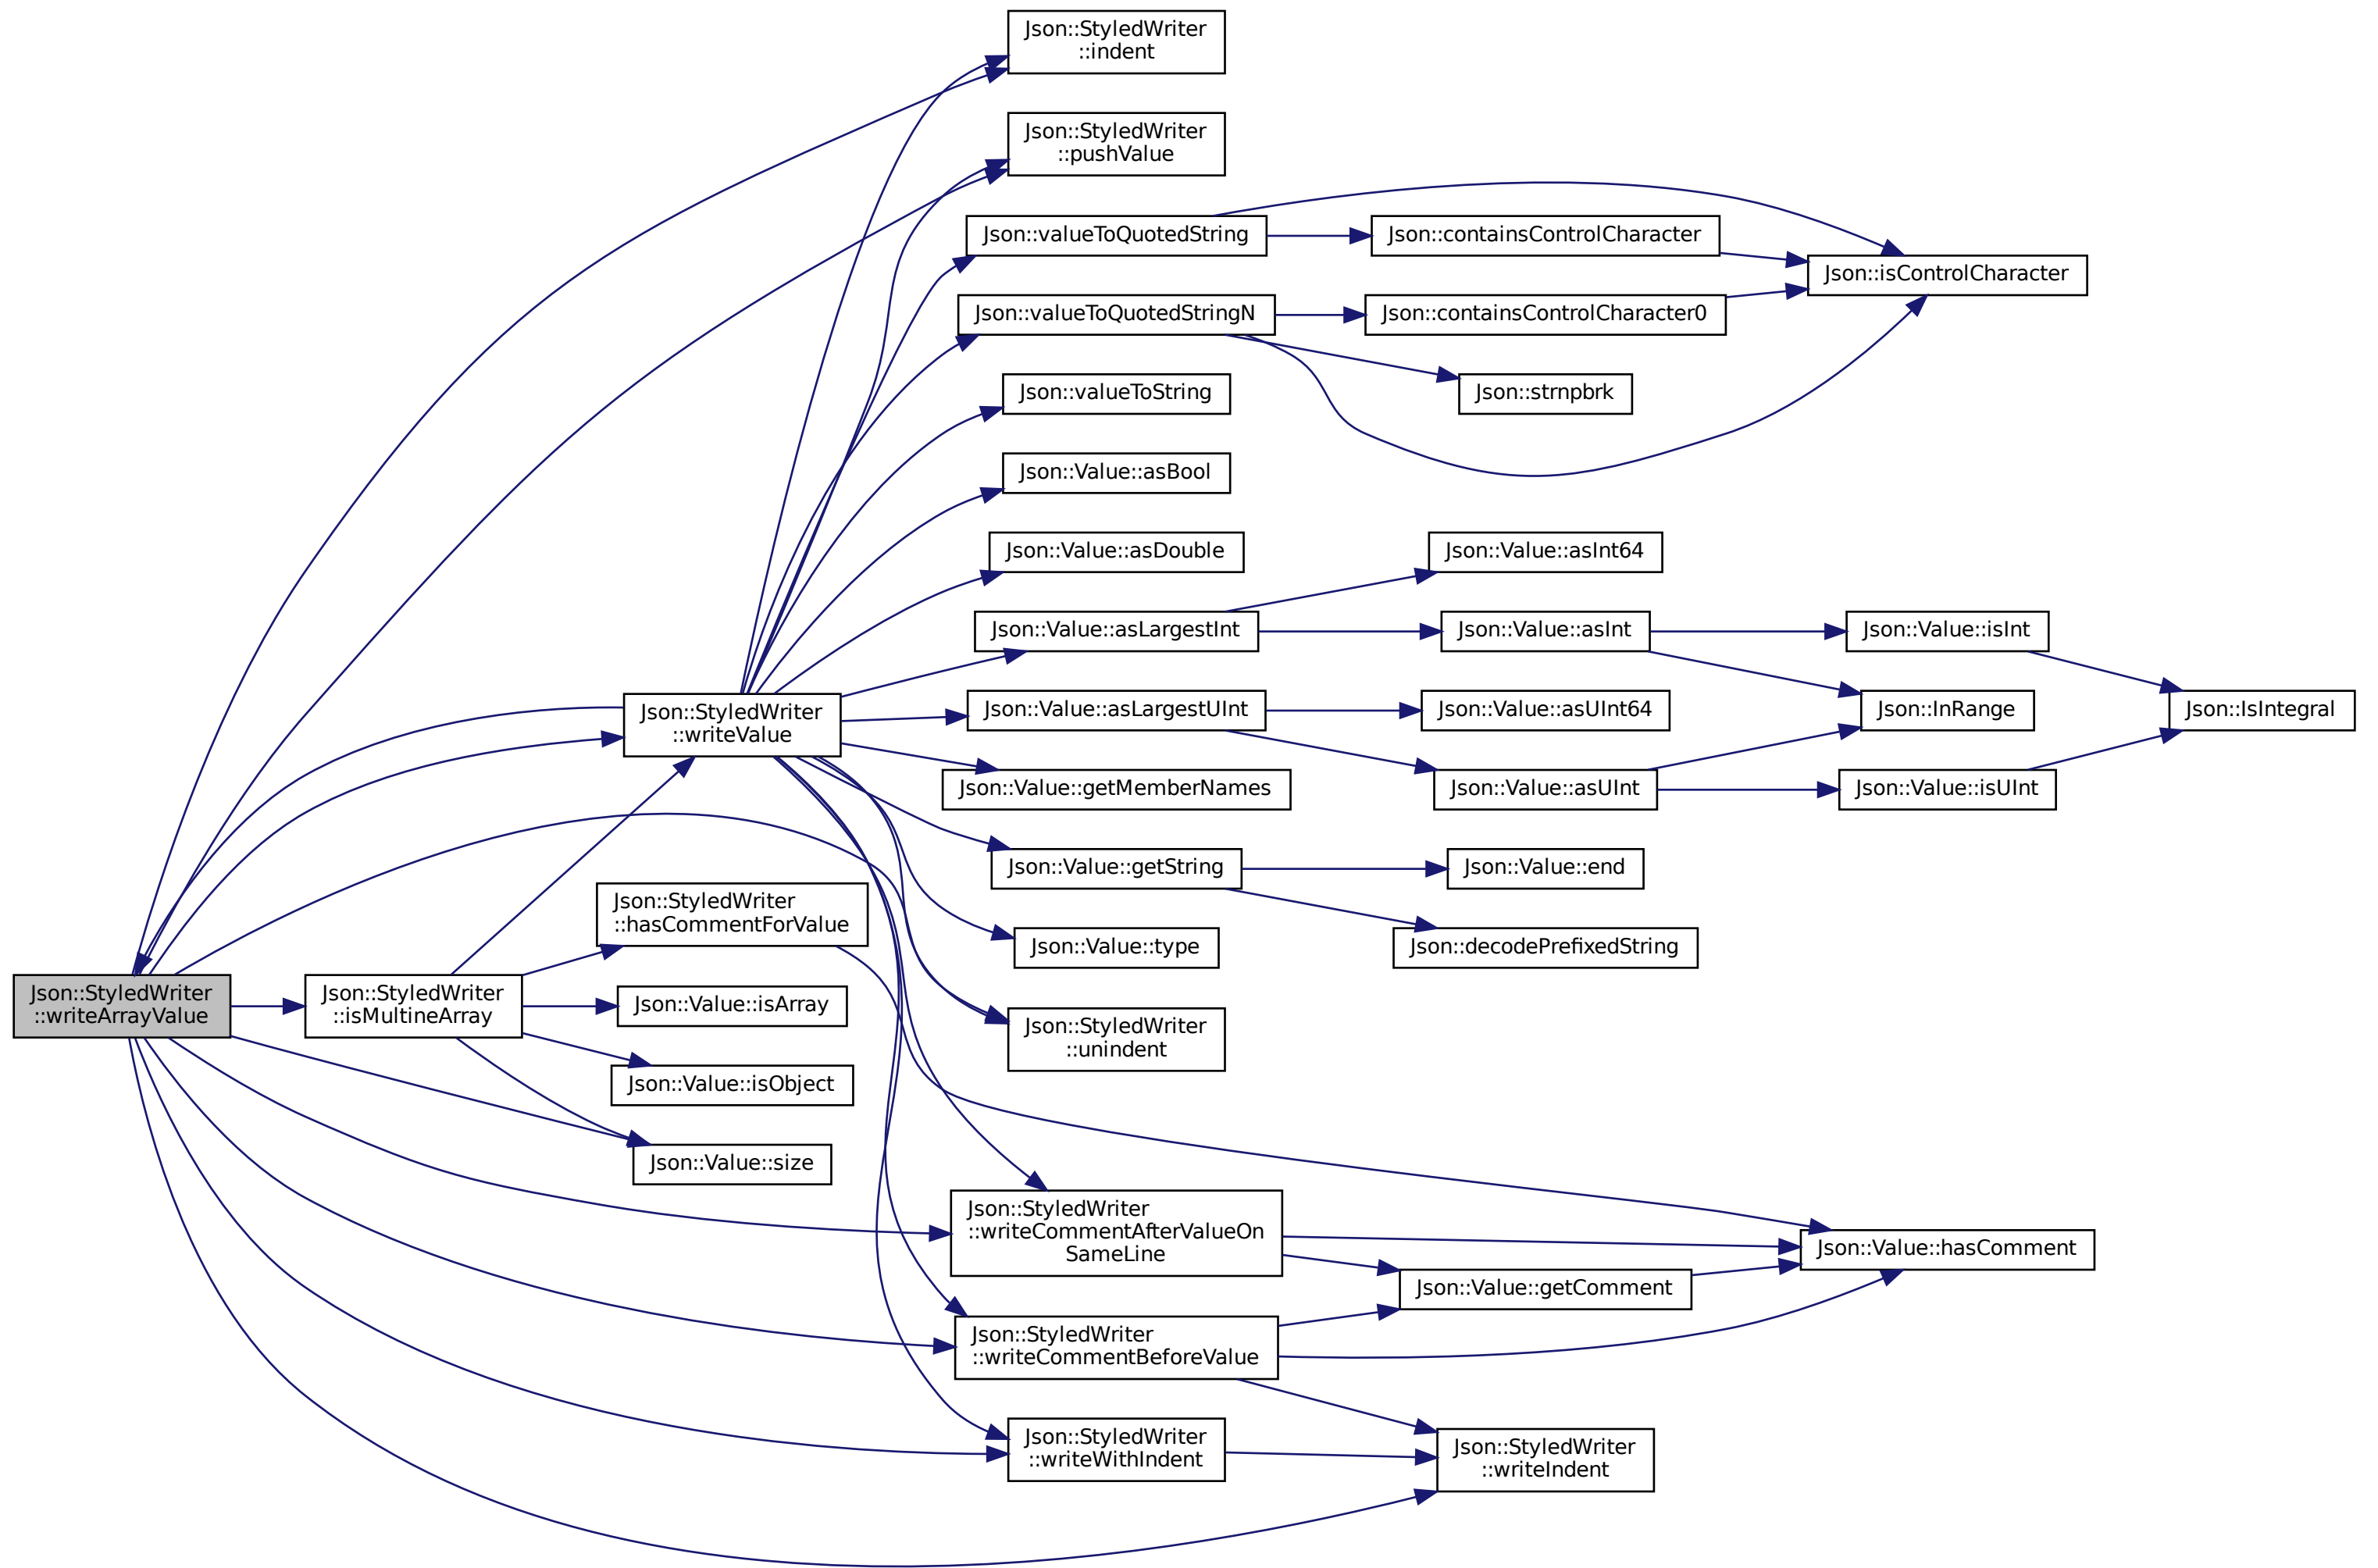 Json::StyledWriter
::indent
Json::StyledWriter
::pushValue
Json::valueToQuotedString
Json::containsControlCharacter
Json::isControlCharacter
Json::valueToQuotedStringN
Json::containsControlCharacter0
Json::valueToString
Json::strnpbrk
Json::Value::asBool
Json::Value::asDouble
Json::Value::asInt64
Json::Value::asLargestInt
Json::Value::asInt
Json::Value::isInt
Json::StyledWriter
::writeValue
Json::Value::asLargestUInt
Json::Value::asUInt64
Json::InRange
Json::IsIntegral
Json::Value::getMemberNames
Json::Value::asUInt
Json::Value::isUInt
Json::Value::getString
Json::Value::end
Json::StyledWriter
::hasCommentForValue
Json::Value::type
Json::decodePrefixedString
Json::StyledWriter
::writeArrayValue
Json::StyledWriter
::isMultineArray
Json::Value::isArray
Json::StyledWriter
::unindent
Json::Value::isObject
Json::Value::size
Json::StyledWriter
::writeCommentAfterValueOn
SameLine
Json::Value::hasComment
Json::Value::getComment
Json::StyledWriter
::writeCommentBeforeValue
Json::StyledWriter
::writeWithIndent
Json::StyledWriter
::writeIndent